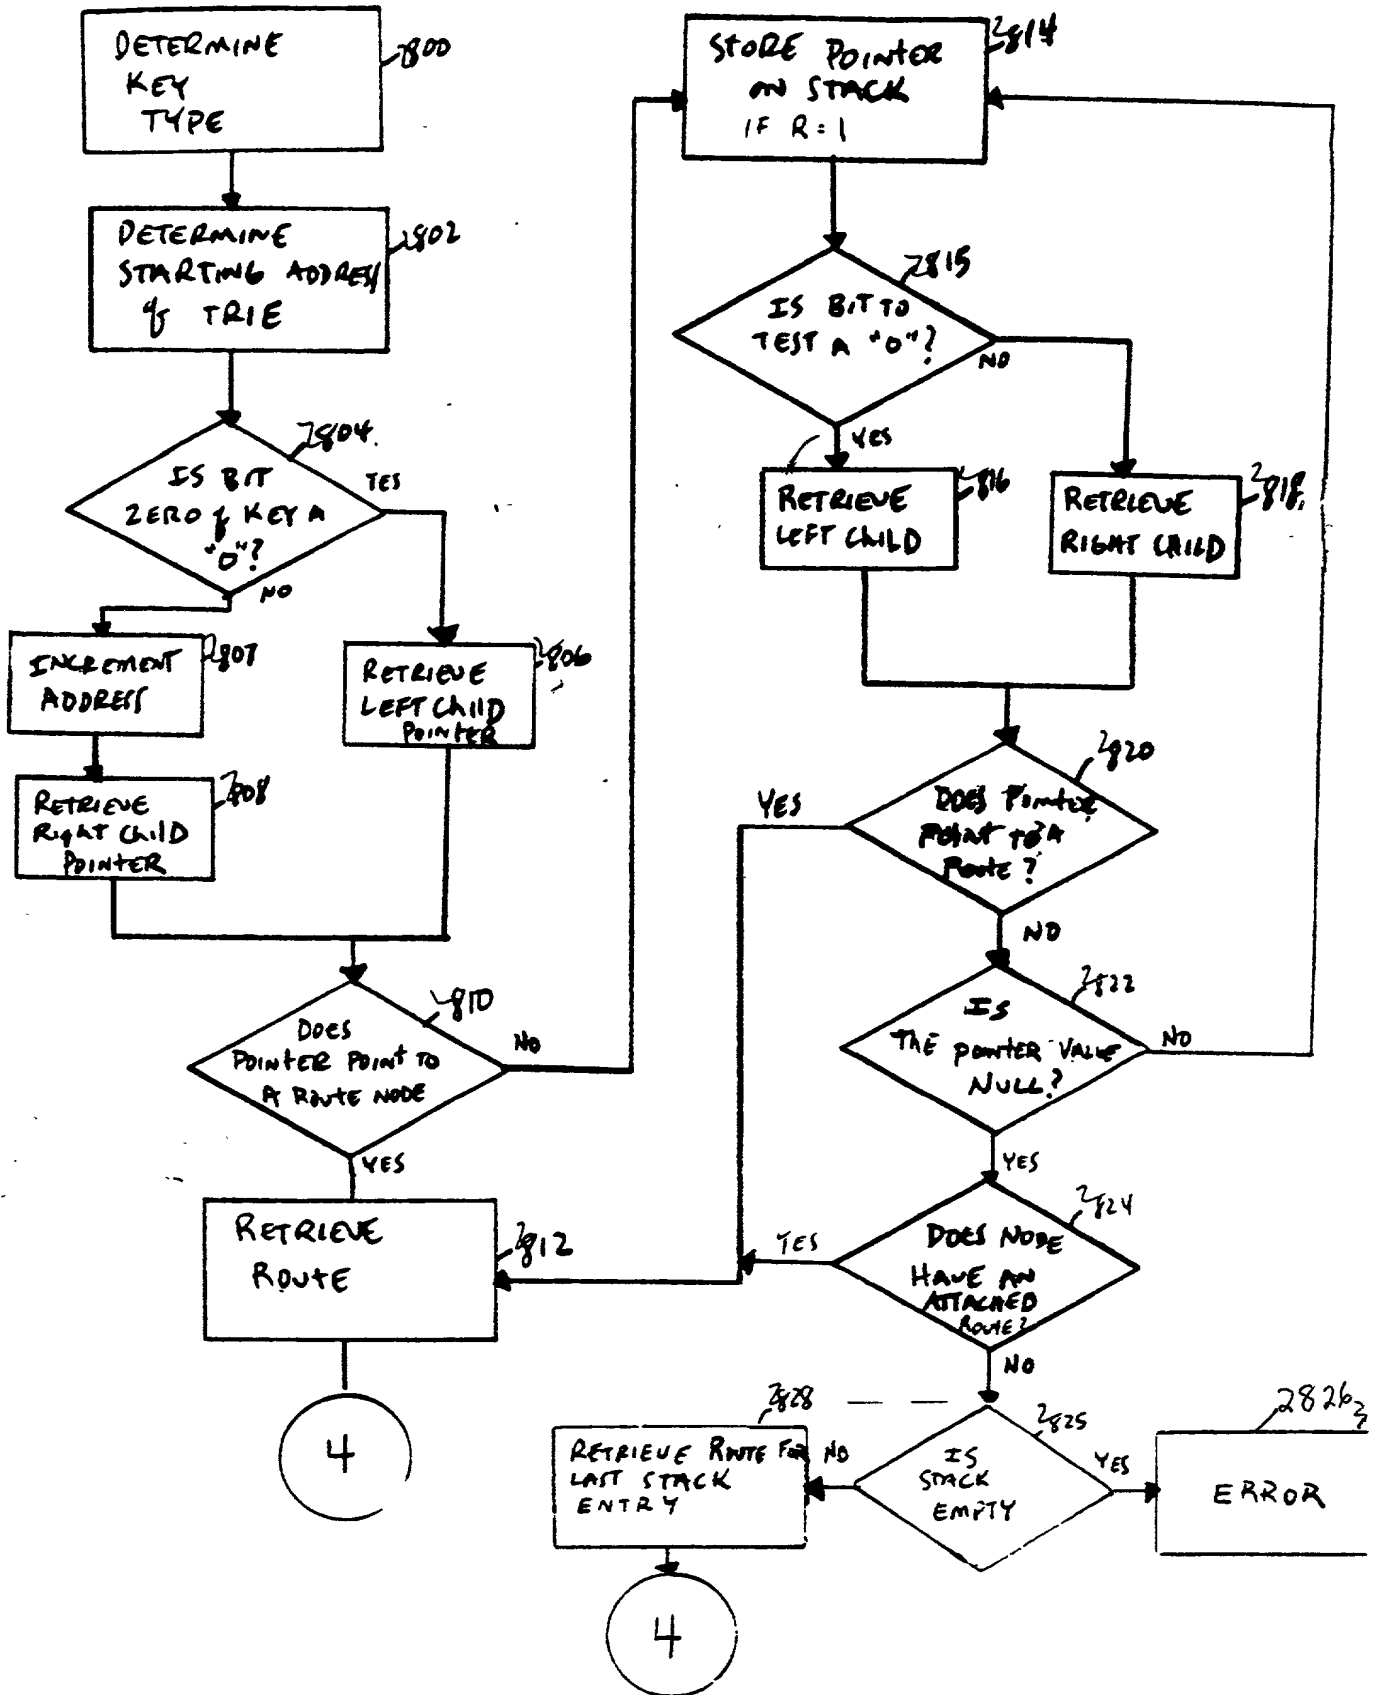 DETERMINE
KEY
TYPE
2800
DETERMINE
STARTING ADDRESS
of TRIE
2802
IS BIT
ZERO of KEY A
"0"?
2804
YES
NO
INCREMENT
ADDRESS
2807
RETRIEVE
LEFT CHILD
POINTER
2806
RETRIEVE
Right Child
POINTER
2808
DOES
POINTER POINT TO
A ROUTE NODE
2810
NO
YES
RETRIEVE
ROUTE
2812
4
STORE POINTER
ON STACK
IF R=1
2814
IS BIT TO
TEST A "0"?
2815
NO
YES
RETRIEVE
LEFT CHILD
2816
RETRIEVE
RIGHT CHILD
2818
DOES POINTER
POINT TO A
Route?
2820
YES
NO
IS
THE POINTER VALUE
NULL?
2822
NO
YES
DOES NODE
HAVE AN
ATTACHED
ROUTE?
2824
YES
NO
IS
STACK
EMPTY
2825
NO
YES
RETRIEVE ROUTE FOR
LAST STACK
ENTRY
2828
ERROR
2826
4